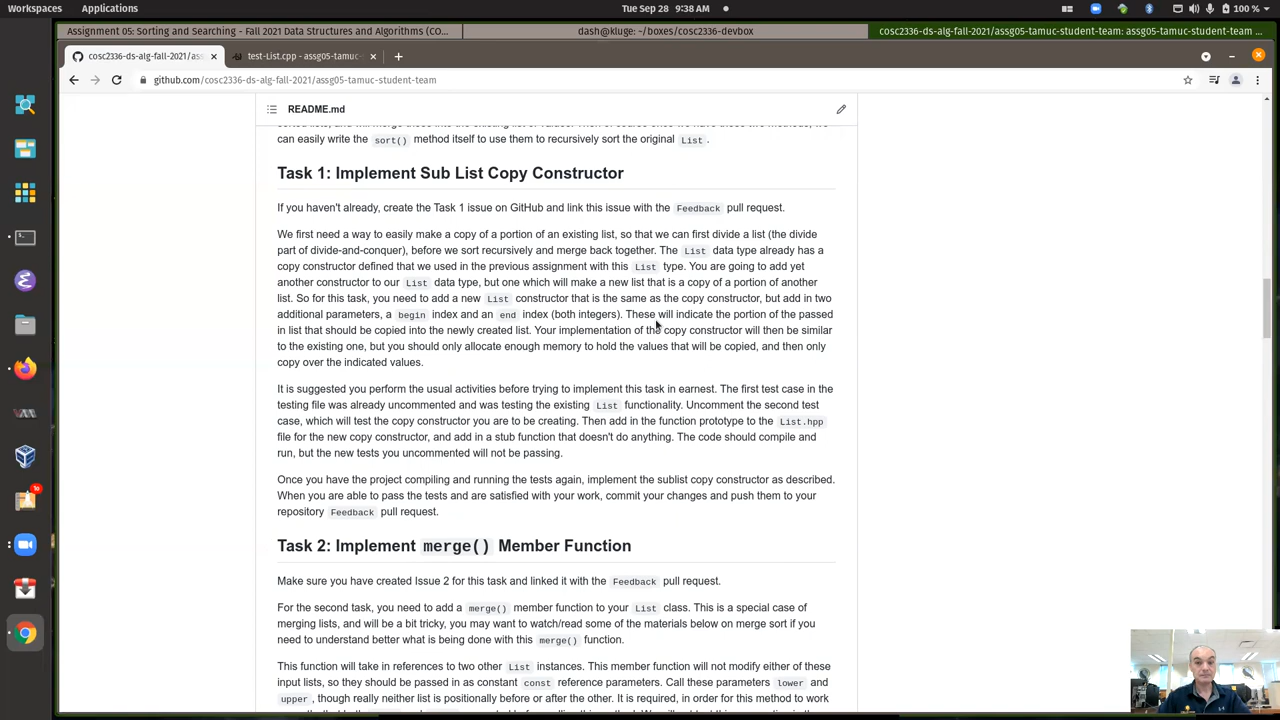 Workspaces Applications Tue Sep 28 9:38 AM 100 %
Assignment 05: Sorting and Searching - Fall 2021 Data Structures and Algorithms (CO... dash@kluge: ~/boxes/cosc2336-devbox cosc2336-ds-alg-fall-2021/assg05-tamuc-student-team: assg05-tamuc-student-team ...
cosc2336-ds-alg-fall-2021/ass test-List.cpp - assg05-tamuc-
github.com/cosc2336-ds-alg-fall-2021/assg05-tamuc-student-team
README.md
can easily write the sort() method itself to use them to recursively sort the original List.
Task 1: Implement Sub List Copy Constructor
If you haven't already, create the Task 1 issue on GitHub and link this issue with the Feedback pull request.
We first need a way to easily make a copy of a portion of an existing list, so that we can first divide a list (the divide
part of divide-and-conquer), before we sort recursively and merge back together. The List data type already has a
copy constructor defined that we used in the previous assignment with this List type. You are going to add yet
another constructor to our List data type, but one which will make a new list that is a copy of a portion of another
list. So for this task, you need to add a new List constructor that is the same as the copy constructor, but add in two
additional parameters, a begin index and an end index (both integers). These will indicate the portion of the passed
in list that should be copied into the newly created list. Your implementation of the copy constructor will then be similar
to the existing one, but you should only allocate enough memory to hold the values that will be copied, and then only
copy over the indicated values.
It is suggested you perform the usual activities before trying to implement this task in earnest. The first test case in the
testing file was already uncommented and was testing the existing List functionality. Uncomment the second test
case, which will test the copy constructor you are to be creating. Then add in the function prototype to the List.hpp
file for the new copy constructor, and add in a stub function that doesn't do anything. The code should compile and
run, but the new tests you uncommented will not be passing.
Once you have the project compiling and running the tests again, implement the sublist copy constructor as described.
When you are able to pass the tests and are satisfied with your work, commit your changes and push them to your
repository Feedback pull request.
Task 2: Implement merge() Member Function
Make sure you have created Issue 2 for this task and linked it with the Feedback pull request.
For the second task, you need to add a merge() member function to your List class. This is a special case of
merging lists, and will be a bit tricky, you may want to watch/read some of the materials below on merge sort if you
need to understand better what is being done with this merge() function.
This function will take in references to two other List instances. This member function will not modify either of these
input lists, so they should be passed in as constant const reference parameters. Call these parameters lower and
upper, though really neither list is positionally before or after the other. It is required, in order for this method to work